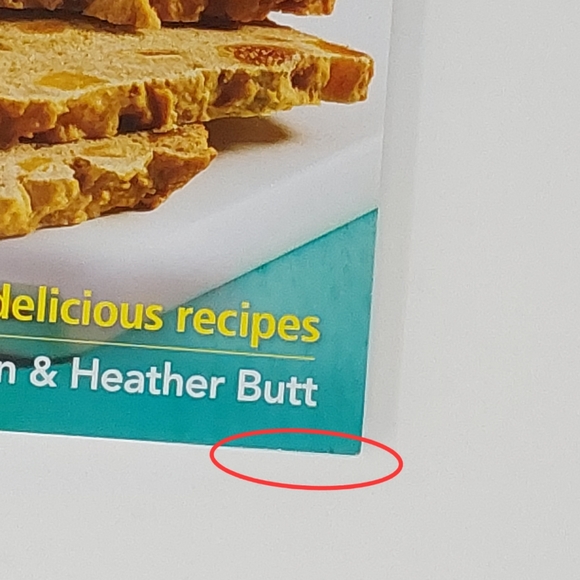 delicious recipes
n & Heather Butt